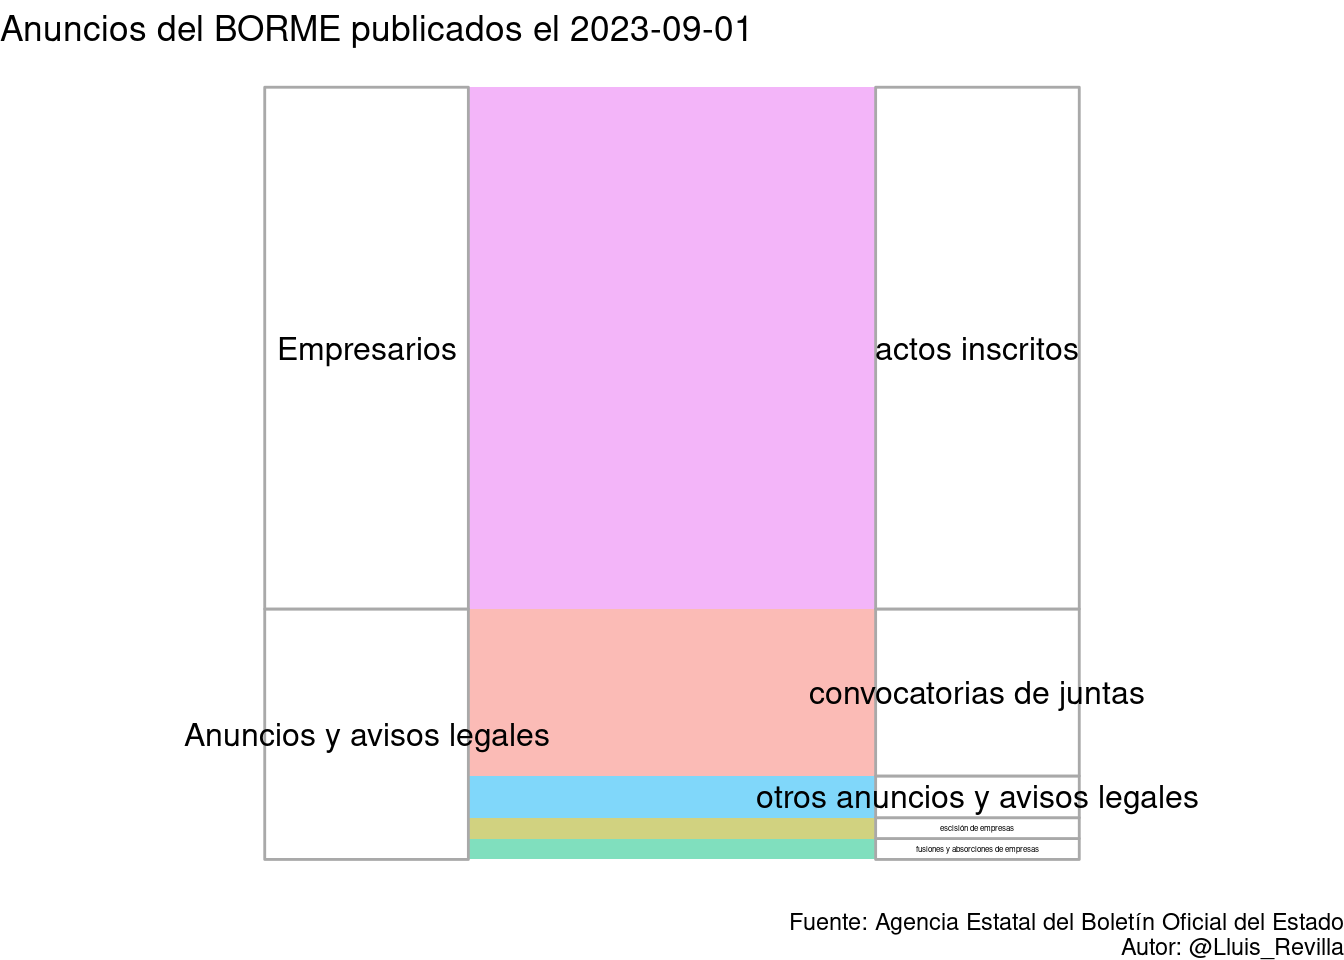 Anuncios del BORME publicados el 2023-09-01
Empresarios
actos inscritos
convocatorias de juntas
Anuncios y avisos legales
otros anuncios y avisos legales
escisión de empresas
fusiones y absorciones de empresas
Fuente: Agencia Estatal del Boletín Oficial del Estado
Autor: @Lluis_Revilla